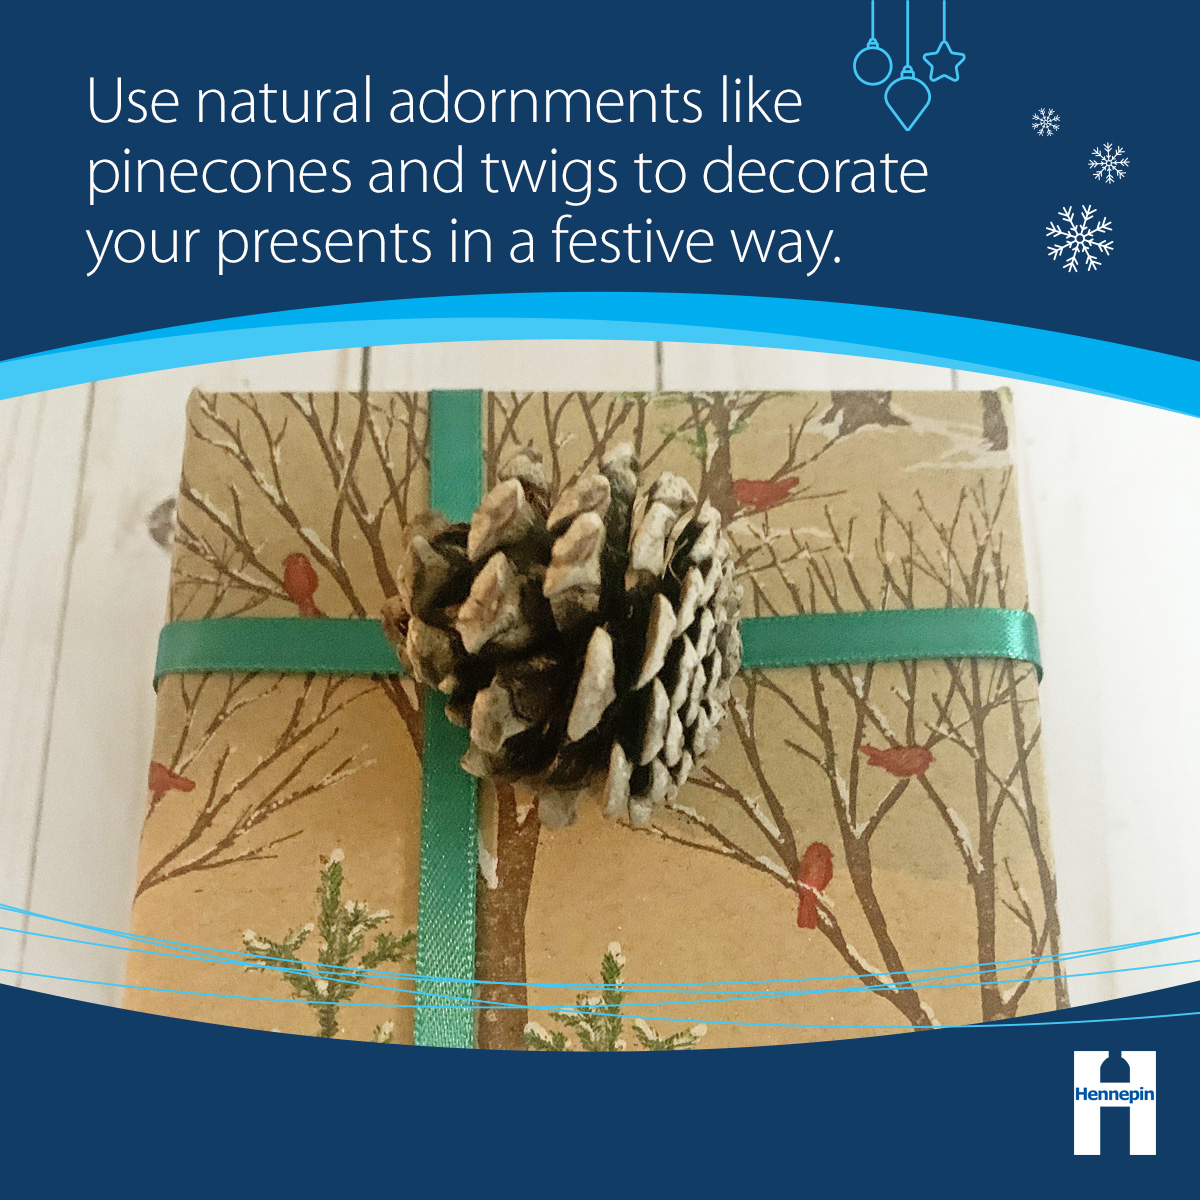 Use natural adornments like
pinecones and twigs to decorate
your presents in a festive way.
Hennepin